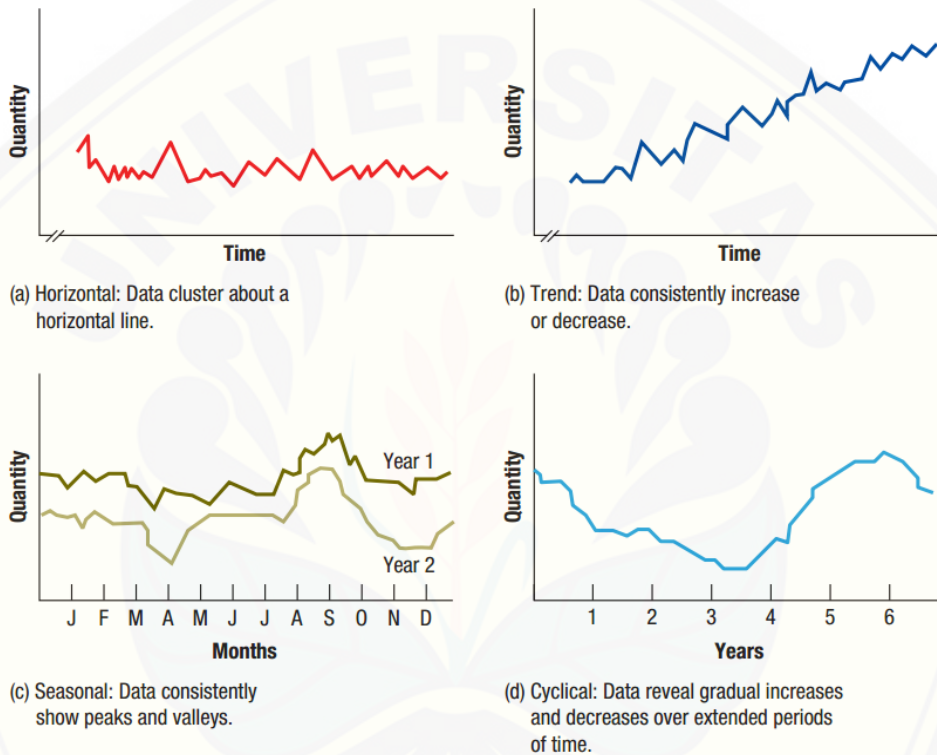 Quantity
Time
(a) Horizontal: Data cluster about a
horizontal line.
Quantity
Time
(b) Trend: Data consistently increase
or decrease.
Quantity
Year 1
Year 2
J F M A M J J A S O N D
Months
(c) Seasonal: Data consistently
show peaks and valleys.
Quantity
1 2 3 4 5 6
Years
(d) Cyclical: Data reveal gradual increases
and decreases over extended periods
of time.
UNIVERSITAS